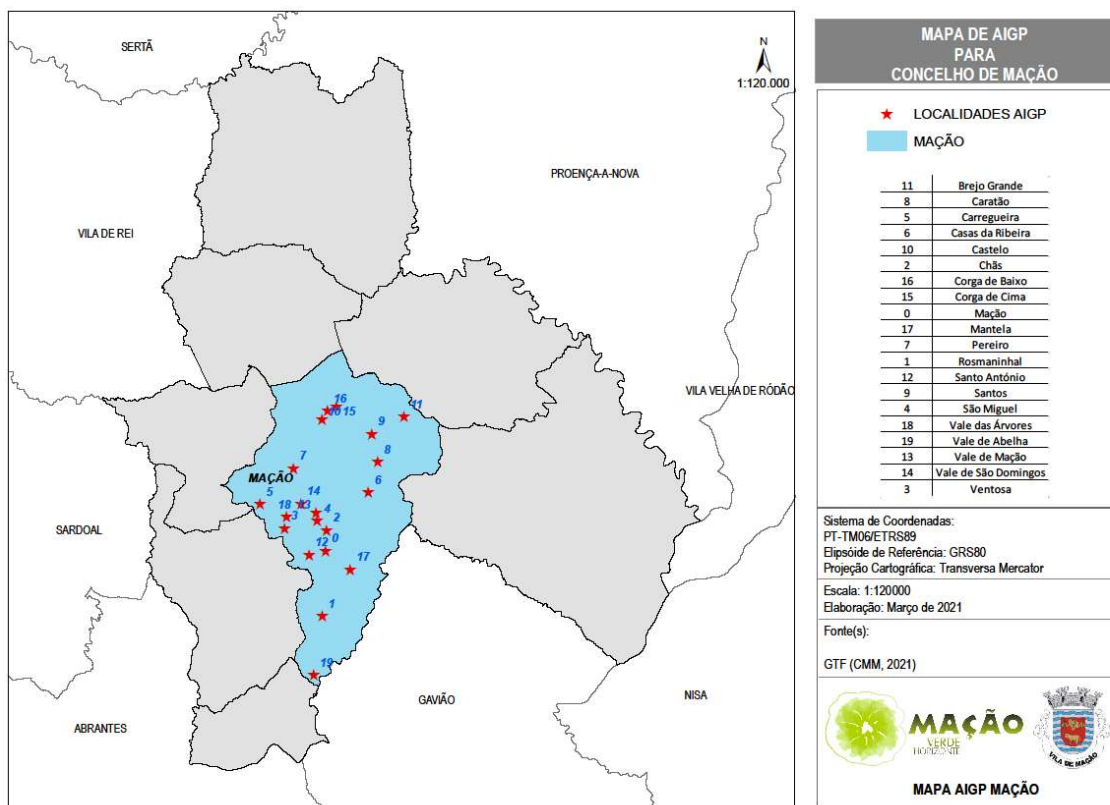 SERTÃ
N
1:120.000
PROENÇA-A-NOVA
VILA DE REI
VILA VELHA DE RÓDÃO
16
15
11
9
8
7
MAÇÃO
6
5
14
18
4
3
2
0
12
17
1
19
SARDOAL
GAVIÃO
NISA
ABRANTES
MAPA DE AIGP
PARA
CONCELHO DE MAÇÃO
LOCALIDADES AIGP
MAÇÃO
11 Brejo Grande
8 Caratão
5 Carregueira
6 Casas da Ribeira
10 Castelo
2 Chãs
16 Corga de Baixo
15 Corga de Cima
0 Mação
17 Mantela
7 Pereiro
1 Rosmaninhal
12 Santo António
9 Santos
4 São Miguel
18 Vale das Árvores
19 Vale de Abelha
13 Vale de Mação
14 Vale de São Domingos
3 Ventosa
Sistema de Coordenadas:
PT-TM06/ETRS89
Elipsóide de Referência: GRS80
Projeção Cartográfica: Transversa Mercator
Escala: 1:120000
Elaboração: Março de 2021
Fonte(s):
GTF (CMM, 2021)
MAÇÃO
VERDE
HORIZONTE
VILA DE MAÇÃO
MAPA AIGP MAÇÃO